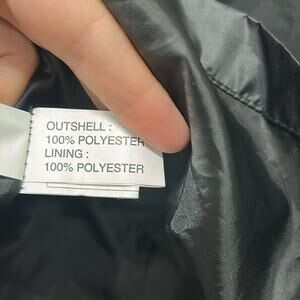 OUTSHELL :
100% POLYESTER
LINING :
100% POLYESTER